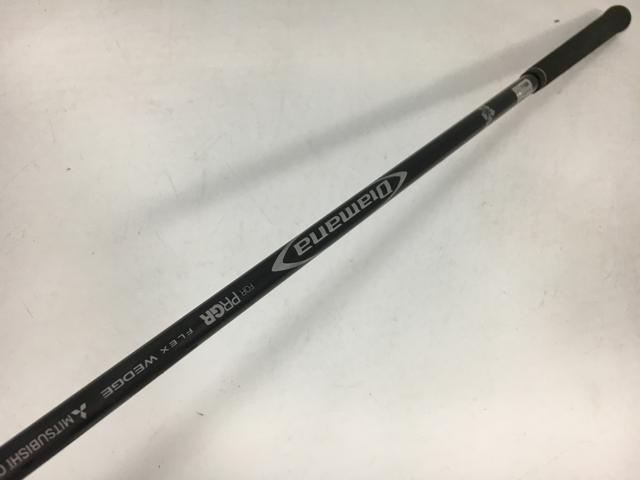 Diamana
FOR PRGR FLEX WEDGE
MITSUBISHI